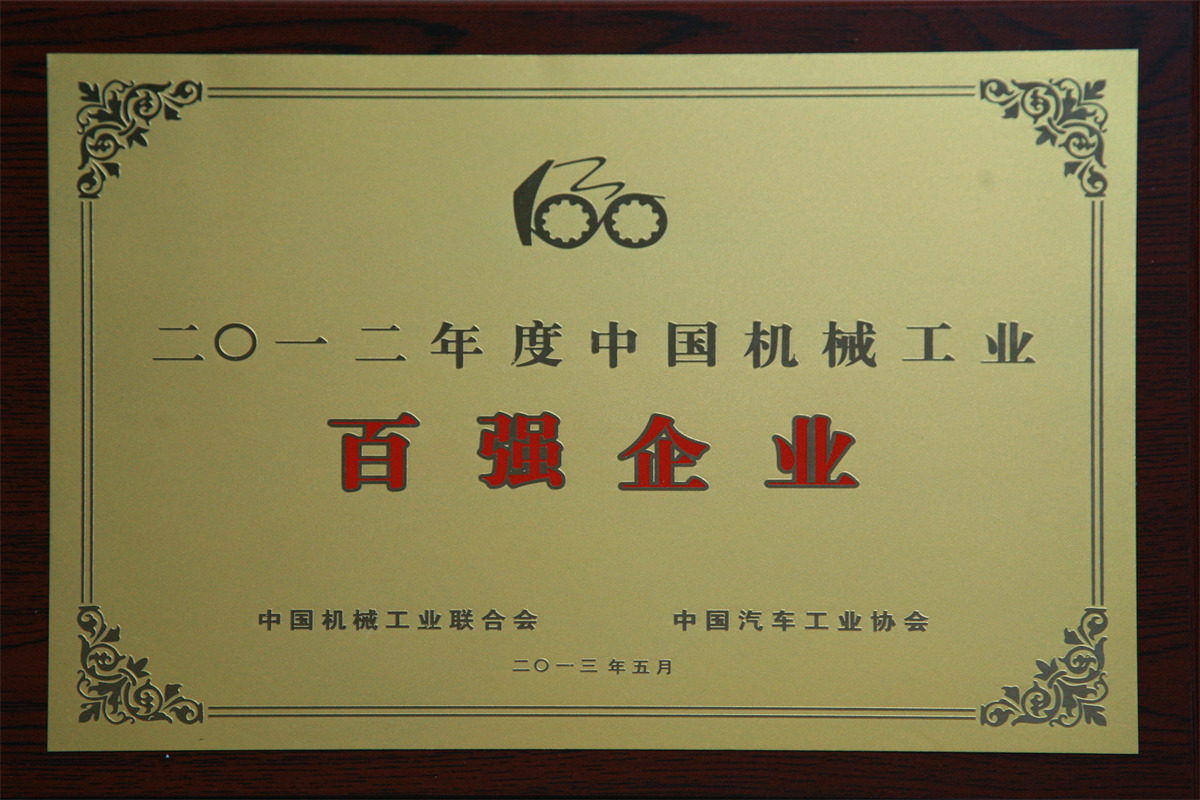 100
二〇一二年度中国机械工业
百强企业
中国机械工业联合会 中国汽车工业协会
二〇一三年五月